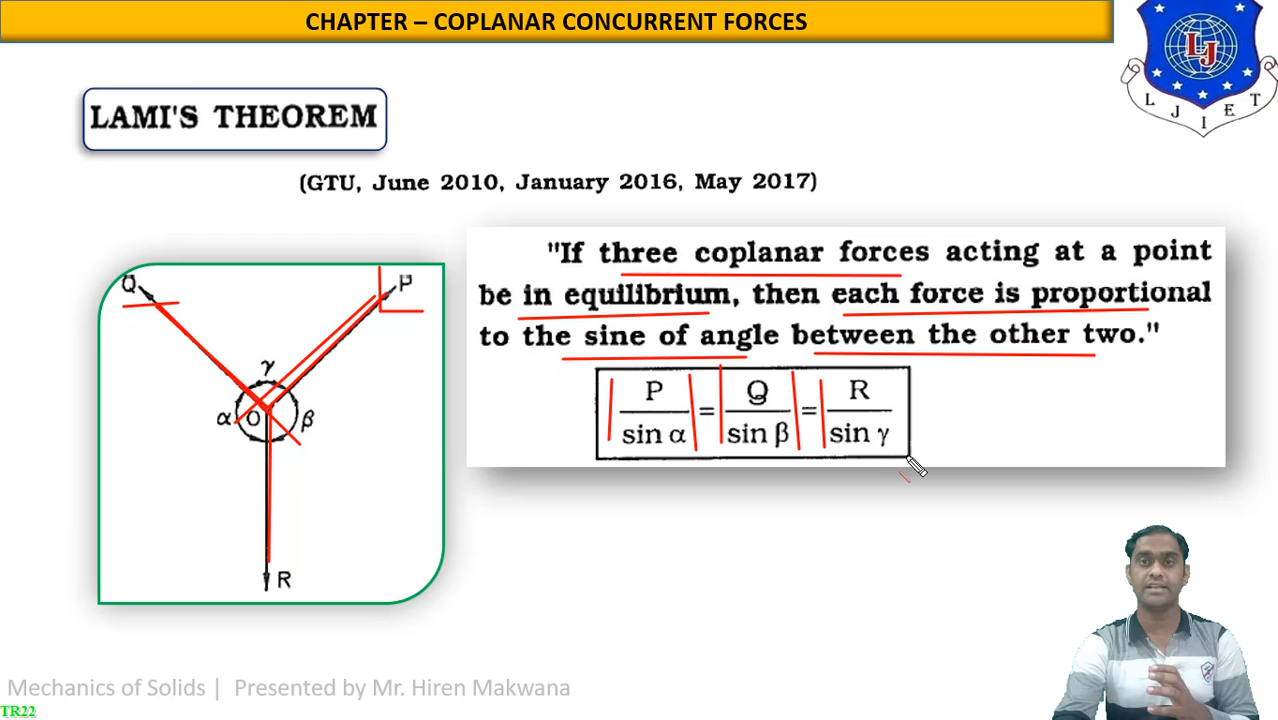 CHAPTER – COPLANAR CONCURRENT FORCES
LJ
L J I E T
LAMI'S THEOREM
(GTU, June 2010, January 2016, May 2017)
Q
P
γ
α O β
R
"If three coplanar forces acting at a point
be in equilibrium, then each force is proportional
to the sine of angle between the other two."
P/sin α = Q/sin β = R/sin γ
Mechanics of Solids | Presented by Mr. Hiren Makwana
TR22